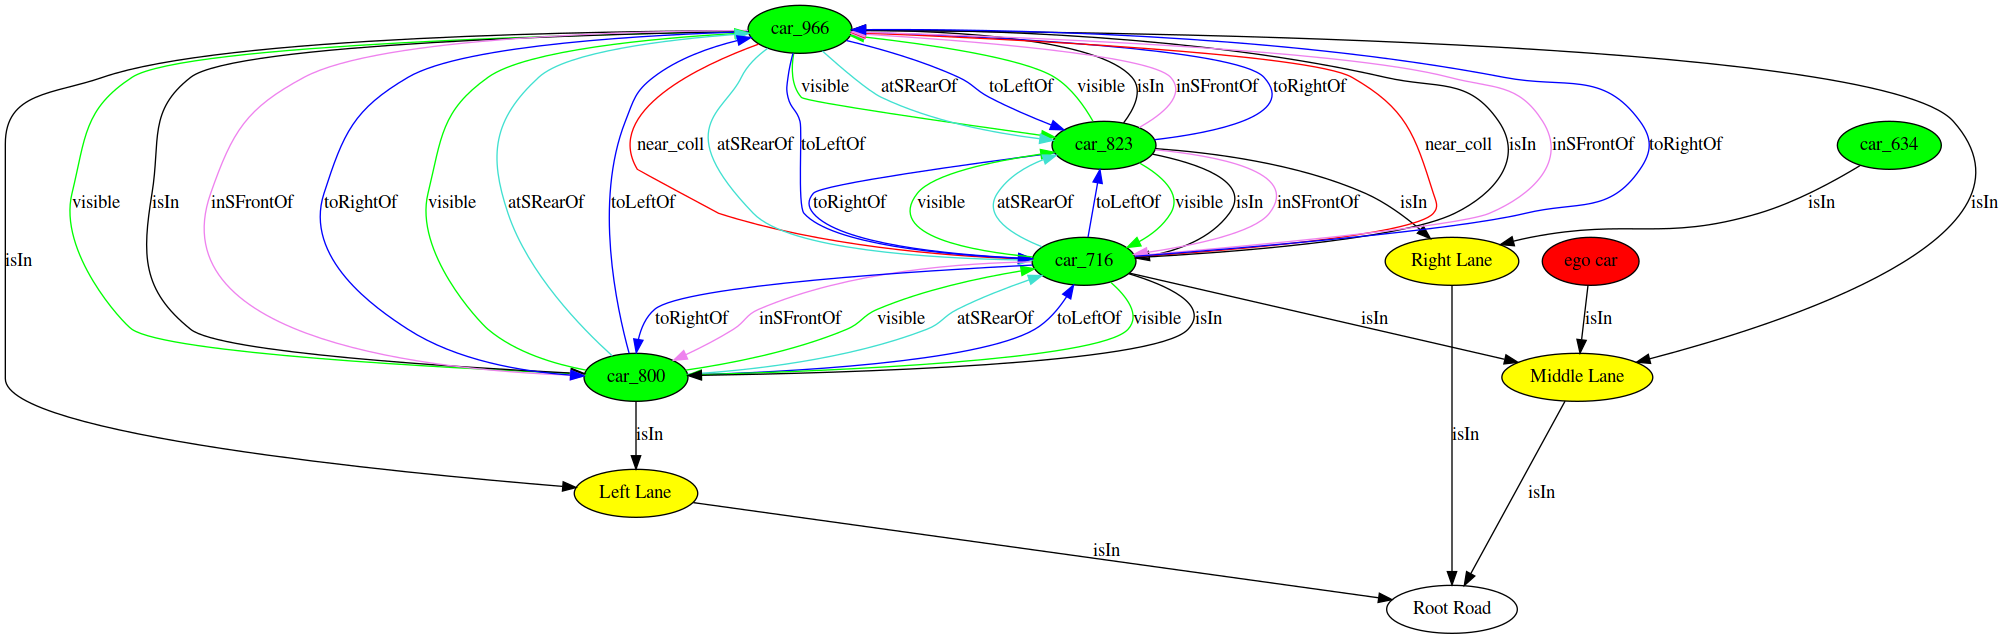 car_966
visible
atSRearOf
toLeftOf
visible
isIn
inSFrontOf
toRightOf
near_coll
atSRearOf
toLeftOf
car_823
near_coll
isIn
inSFrontOf
toRightOf
car_634
visible
isIn
inSFrontOf
toRightOf
visible
atSRearOf
toLeftOf
toRightOf
visible
atSRearOf
toLeftOf
visible
isIn
inSFrontOf
isIn
isIn
isIn
isIn
car_716
Right Lane
ego car
toRightOf
inSFrontOf
visible
atSRearOf
toLeftOf
visible
isIn
isIn
isIn
car_800
Middle Lane
isIn
isIn
Left Lane
isIn
isIn
Root Road